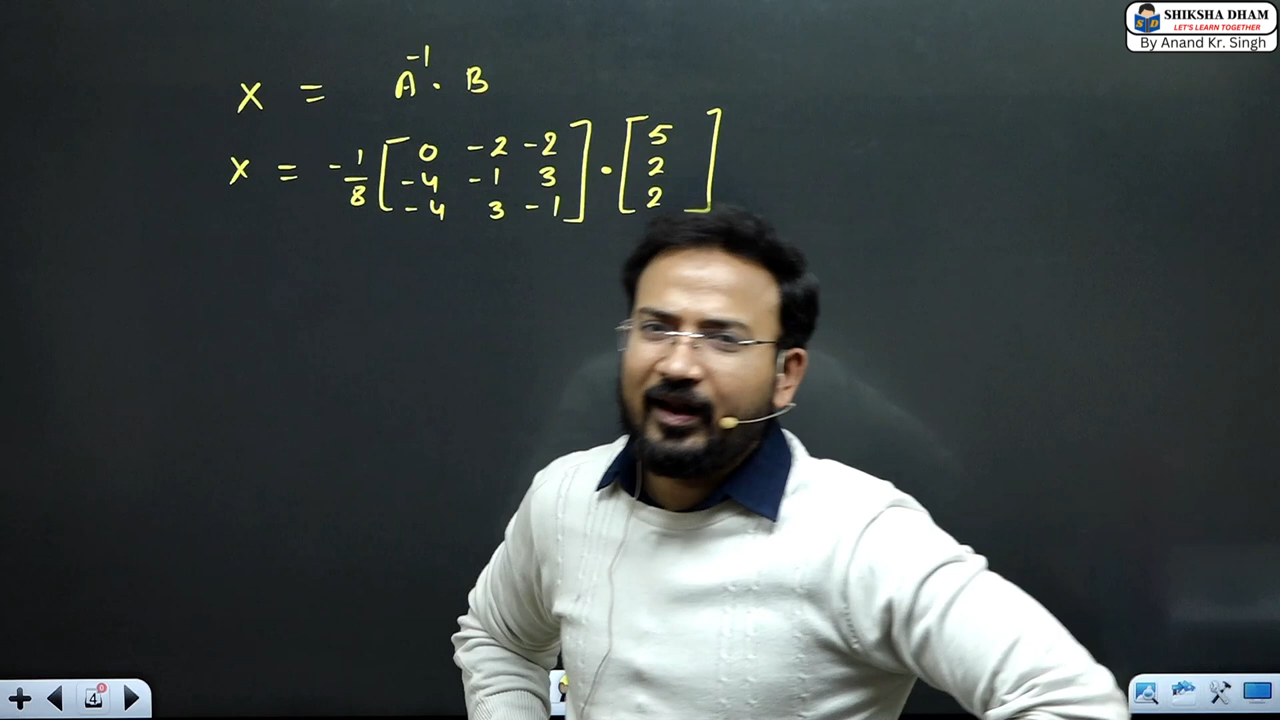 SHIKSHA DHAM
LET'S LEARN TOGETHER
S D
By Anand Kr. Singh
X = A⁻¹ · B
X = -1/8 [ 0 -2 -2 ] · [ 5 ]
[ -4 -1 3 ] [ 2 ]
[ -4 3 -1 ] [ 2 ]
4
0